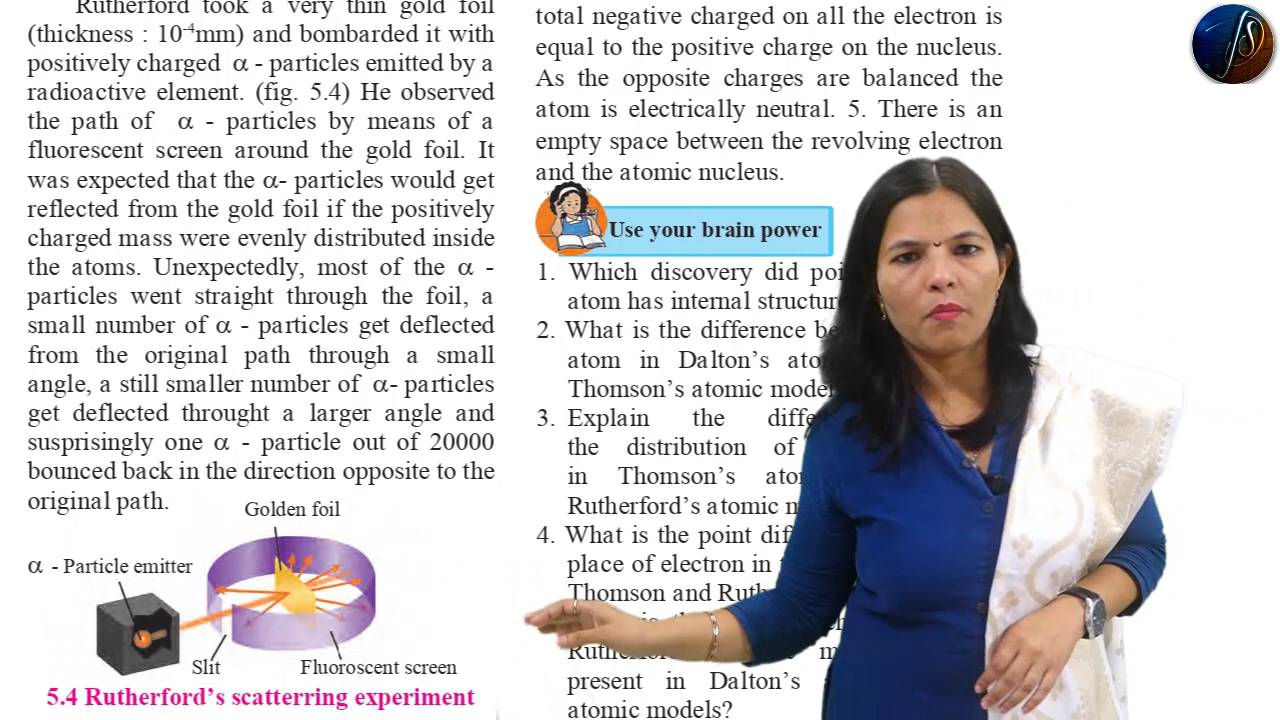 Rutherford took a very thin gold foil
(thickness : 10-4mm) and bombarded it with
positively charged α - particles emitted by a
radioactive element. (fig. 5.4) He observed
the path of α - particles by means of a
fluorescent screen around the gold foil. It
was expected that the α- particles would get
reflected from the gold foil if the positively
charged mass were evenly distributed inside
the atoms. Unexpectedly, most of the α -
particles went straight through the foil, a
small number of α - particles get deflected
from the original path through a small
angle, a still smaller number of α- particles
get deflected throught a larger angle and
susprisingly one α - particle out of 20000
bounced back in the direction opposite to the
original path.
Golden foil
α - Particle emitter
Slit
Fluoroscent screen
5.4 Rutherford's scatterring experiment
total negative charged on all the electron is
equal to the positive charge on the nucleus.
As the opposite charges are balanced the
atom is electrically neutral. 5. There is an
empty space between the revolving electron
and the atomic nucleus.
Use your brain power
1. Which discovery did
atom has internal
2. What is the difference
atom in Dalton's
Thomson's atomic model
3. Explain the
the distribution of
in Thomson's
Rutherford's atomic
4. What is the point
place of electron in
Thomson and
is
present in Dalton's
atomic models?